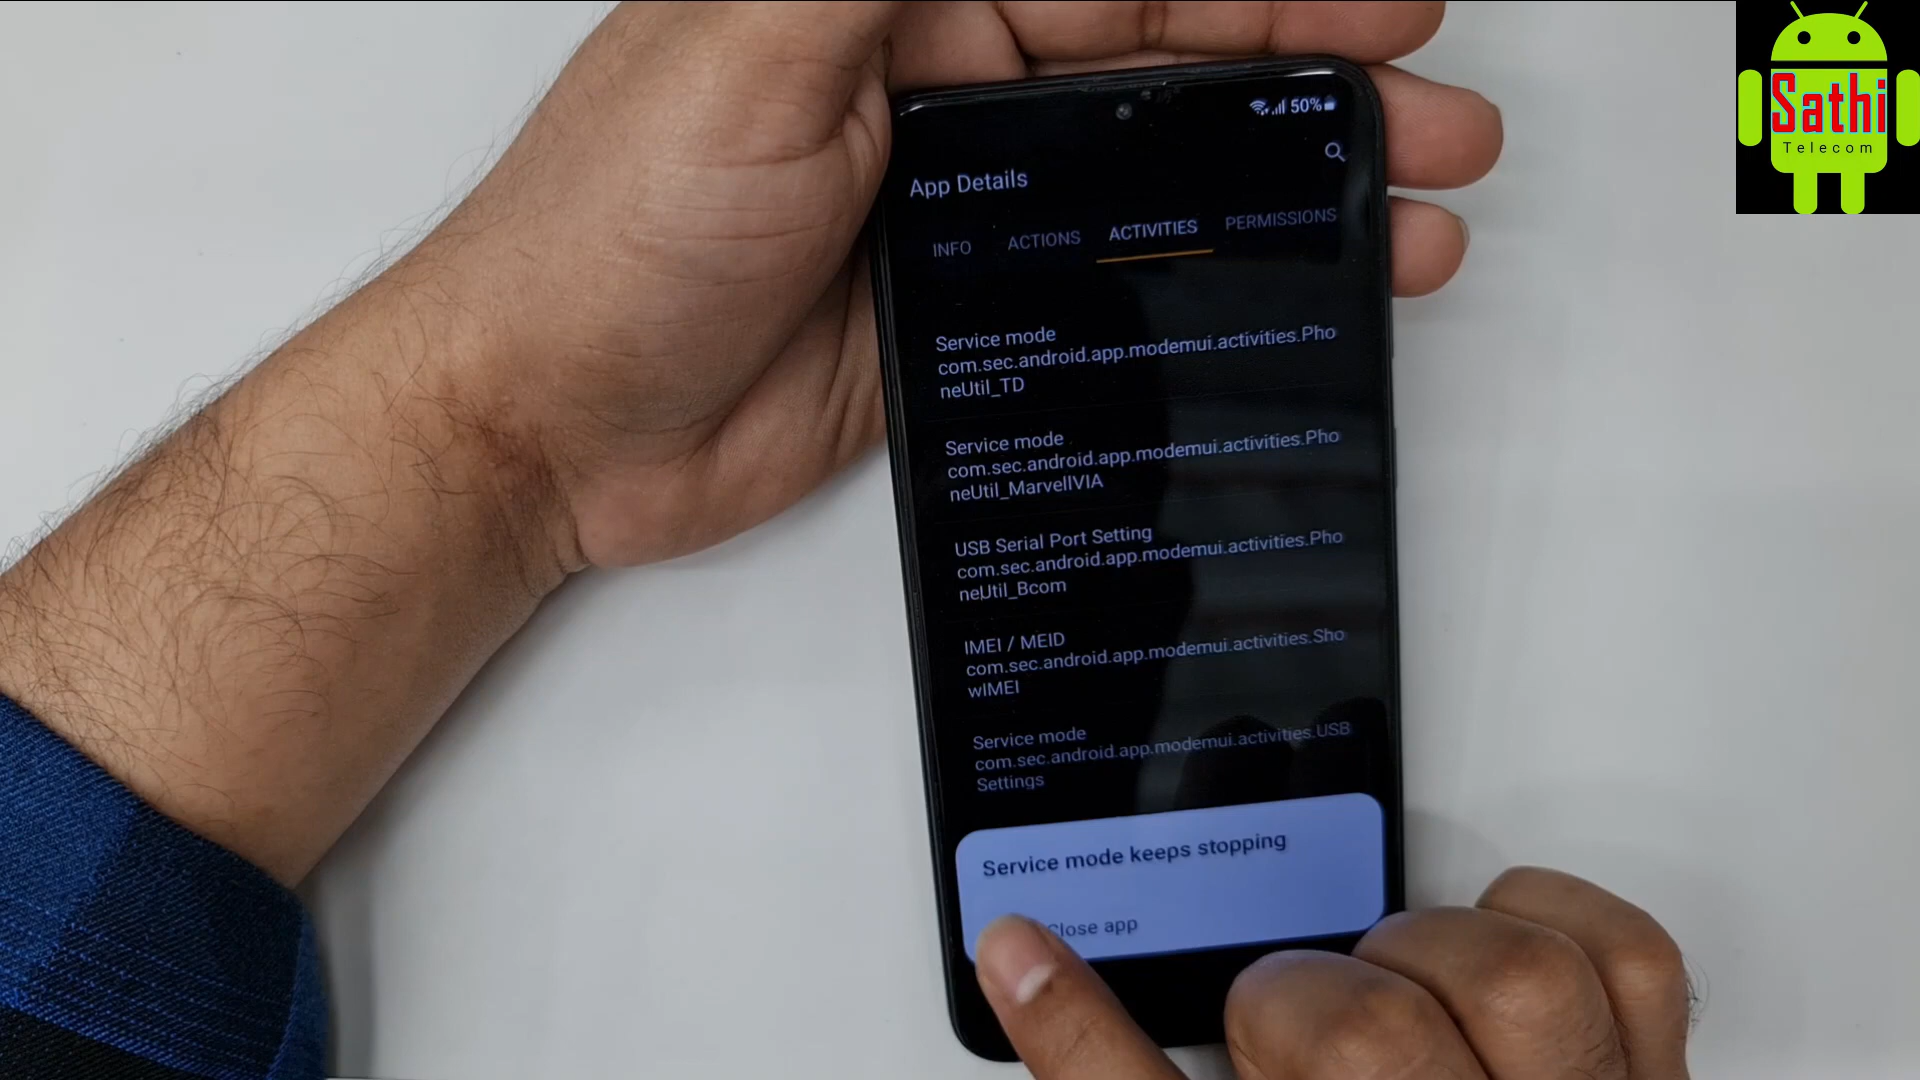 50%
App Details
INFO ACTIONS ACTIVITIES PERMISSIONS
Service mode
com.sec.android.app.modemui.activities.Pho
neUtil_TD
Service mode
com.sec.android.app.modemui.activities.Pho
neUtil_MarvellVIA
USB Serial Port Setting
com.sec.android.app.modemui.activities.Pho
neUtil_Bcom
IMEI / MEID
com.sec.android.app.modemui.activities.Sho
wIMEI
Service mode
com.sec.android.app.modemui.activities.USB
Settings
Service mode keeps stopping
Close app
Sathi
Telecom